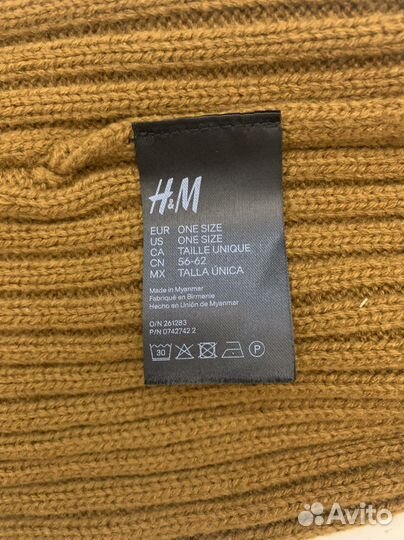 H&M
EUR ONE SIZE
US ONE SIZE
CA TAILLE UNIQUE
CN 56-62
MX TALLA ÚNICA
Made in Myanmar
Fabriqué en Birmanie
Hecho en Unión de Myanmar
O/N 261283
P/N 0742742 2
30 P
Avito